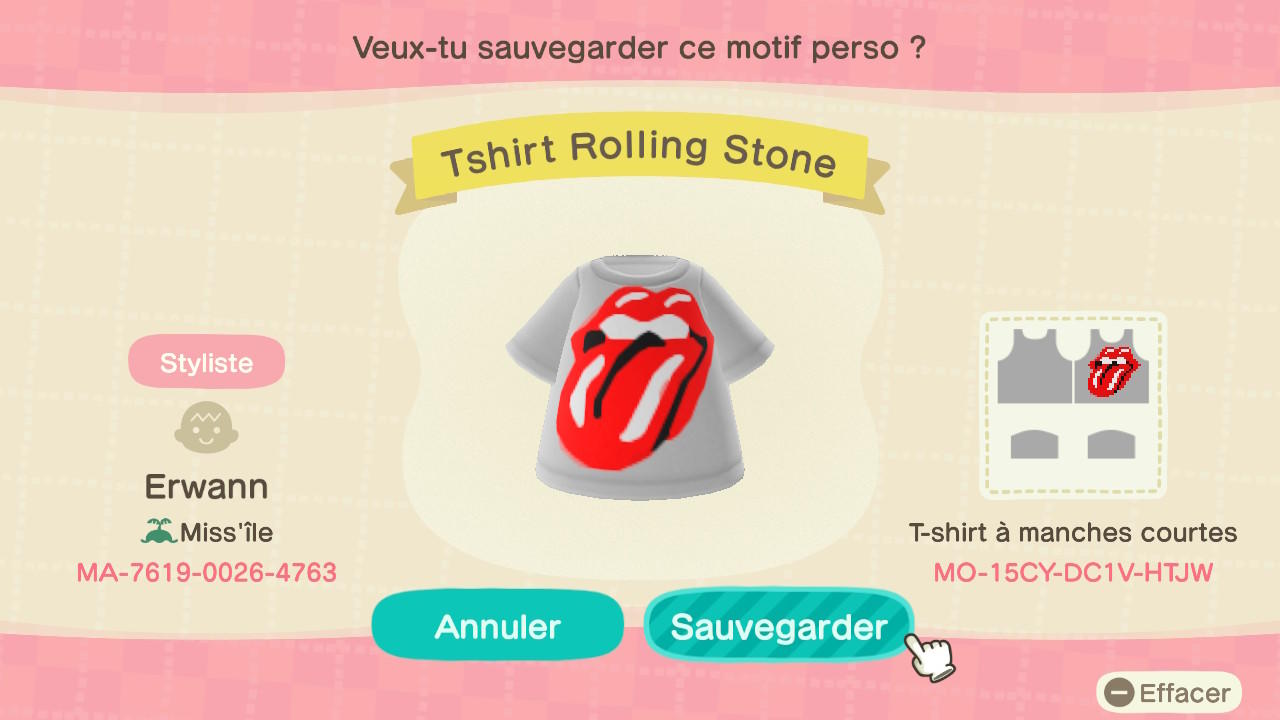 Veux-tu sauvegarder ce motif perso ?
Tshirt Rolling Stone
Styliste
Erwann
Miss'île
MA-7619-0026-4763
T-shirt à manches courtes
MO-15CY-DC1V-HTJW
Annuler
Sauvegarder
Effacer